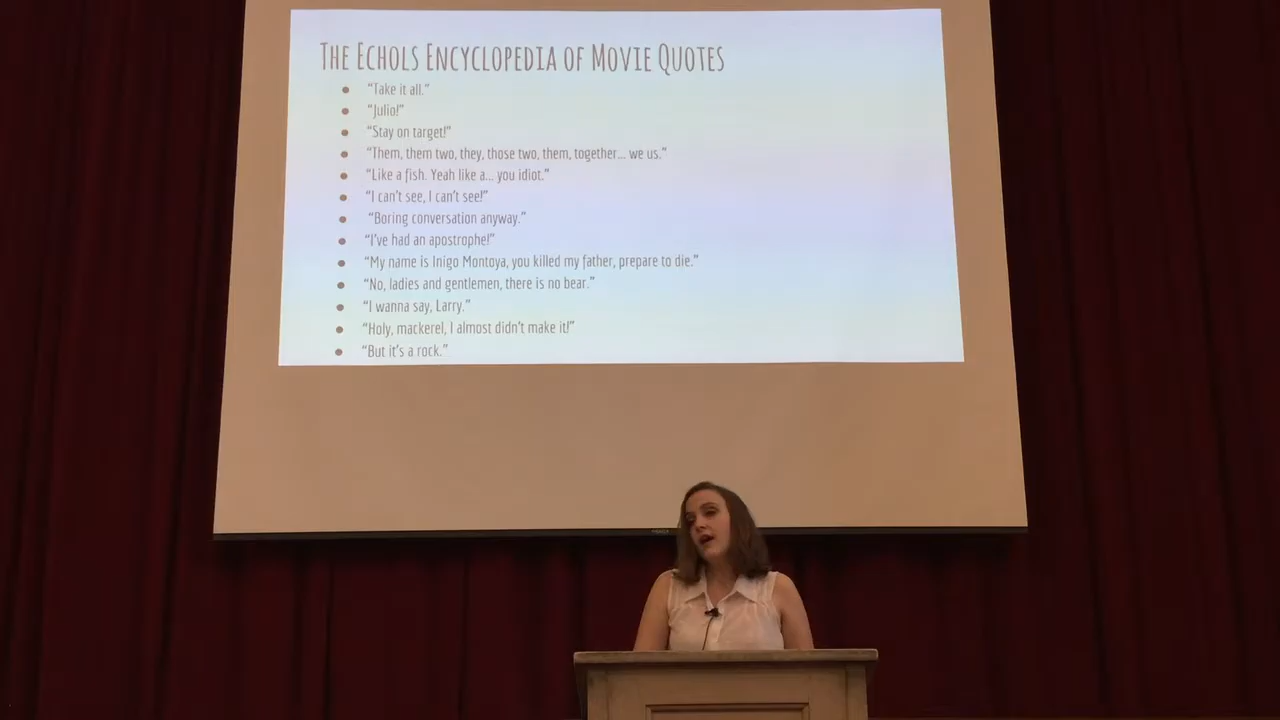 THE ECHOLS ENCYCLOPEDIA OF MOVIE QUOTES
● “Take it all.”
● “Julio!”
● “Stay on target!”
● “Them, them two, they, those two, them, together... we us.”
● “Like a fish. Yeah like a... you idiot.”
● “I can’t see, I can’t see!”
● “Boring conversation anyway.”
● “I’ve had an apostrophe!”
● “My name is Inigo Montoya, you killed my father, prepare to die.”
● “No, ladies and gentlemen, there is no bear.”
● “I wanna say, Larry.”
● “Holy, mackerel, I almost didn’t make it!”
● “But it’s a rock.”